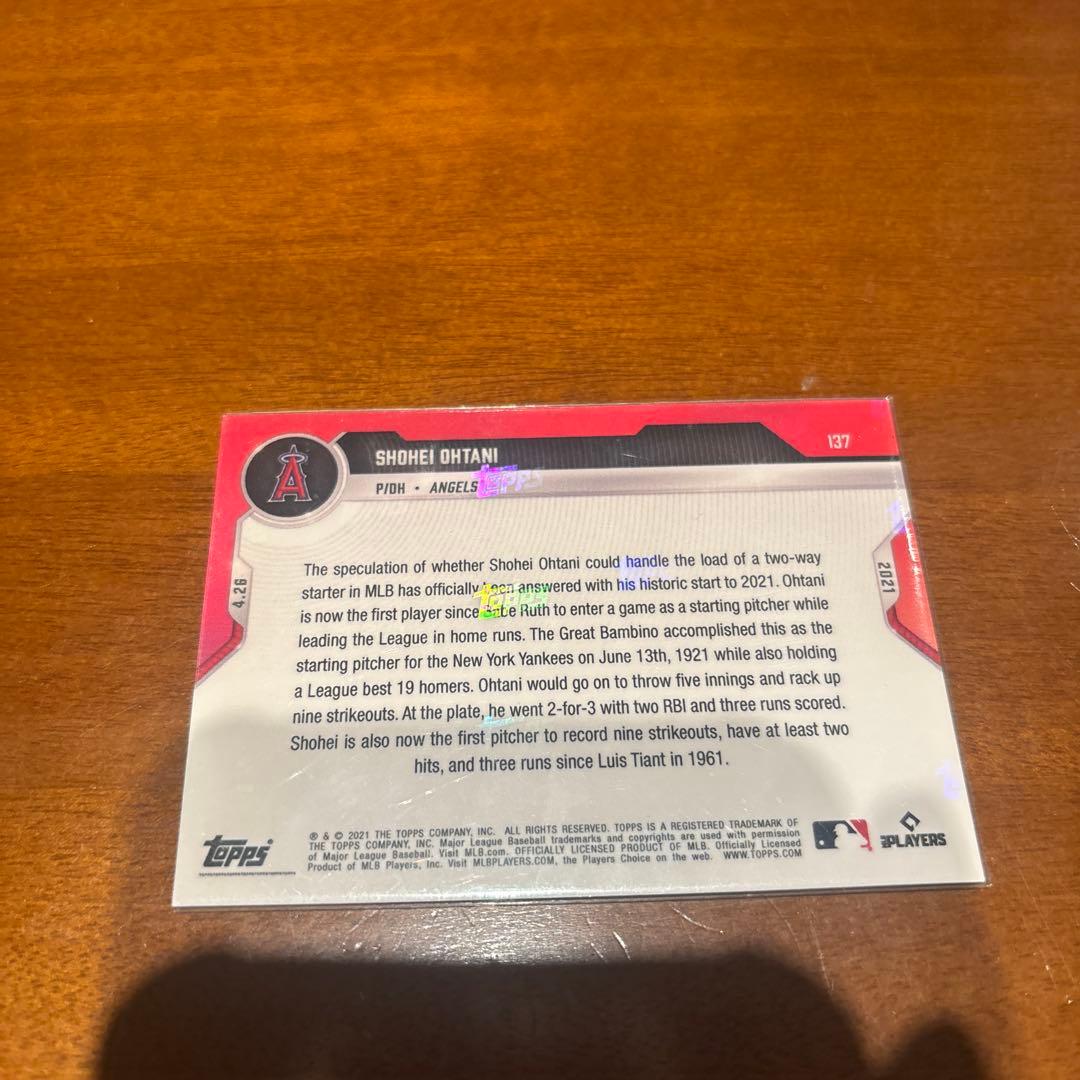 137
SHOHEI OHTANI
P/DH • ANGELS
Topps
4.26
2021
The speculation of whether Shohei Ohtani could handle the load of a two-way
starter in MLB has officially been answered with his historic start to 2021. Ohtani
is now the first player since Babe Ruth to enter a game as a starting pitcher while
leading the League in home runs. The Great Bambino accomplished this as the
starting pitcher for the New York Yankees on June 13th, 1921 while also holding
a League best 19 homers. Ohtani would go on to throw five innings and rack up
nine strikeouts. At the plate, he went 2-for-3 with two RBI and three runs scored.
Shohei is also now the first pitcher to record nine strikeouts, have at least two
hits, and three runs since Luis Tiant in 1961.
Topps
Topps
® & © 2021 THE TOPPS COMPANY, INC. ALL RIGHTS RESERVED. TOPPS IS A REGISTERED TRADEMARK OF
THE TOPPS COMPANY, INC. Major League Baseball trademarks and copyrights are used with permission
of Major League Baseball. Visit MLB.com. OFFICIALLY LICENSED PRODUCT OF MLB. Officially Licensed
Product of MLB Players, Inc. Visit MLBPLAYERS.COM, the Players Choice on the web. WWW.TOPPS.COM
PLAYERS